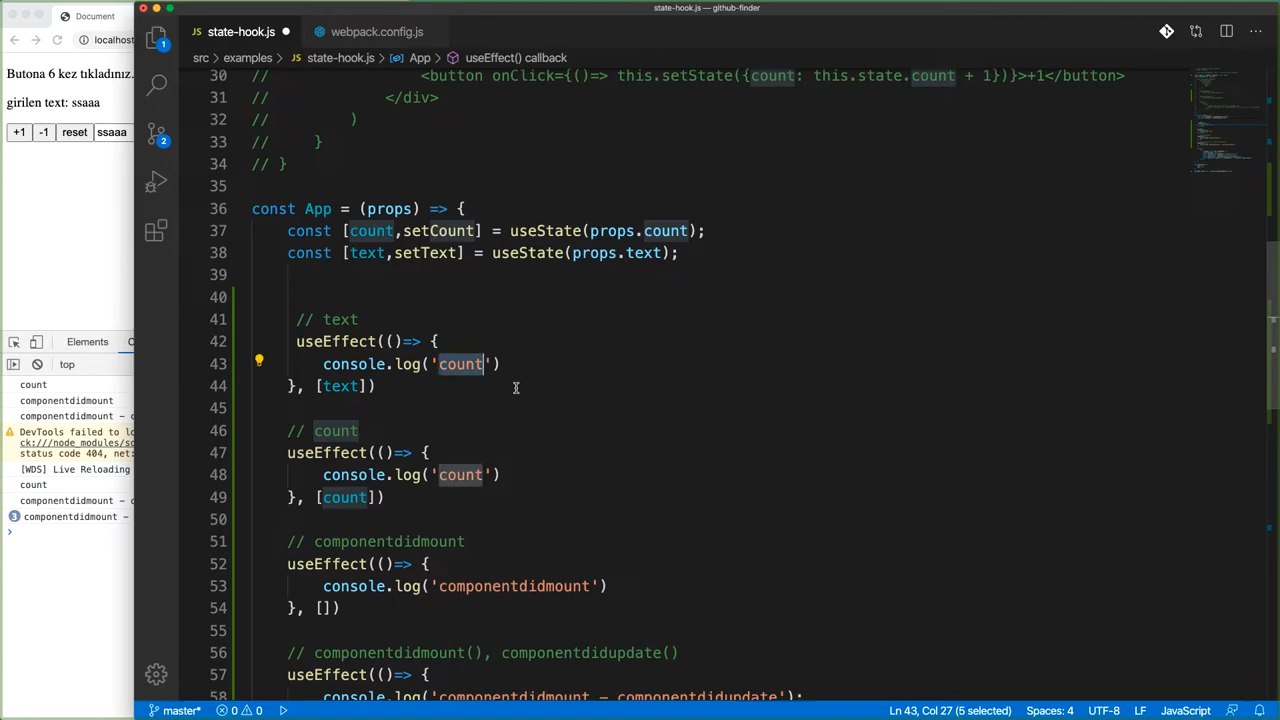 state-hook.js — github-finder
Document
state-hook.js
webpack.config.js
localhost
src > examples > JS state-hook.js > App > useEffect() callback
Butona 6 kez tıkladınız.
girilen text: ssaaa
+1 -1 reset ssaaa
30 // <button onClick={()=> this.setState({count: this.state.count + 1})}>+1</button>
31 // </div>
32 // )
33 // }
34 // }
35
36 const App = (props) => {
37 const [count,setCount] = useState(props.count);
38 const [text,setText] = useState(props.text);
39
40
41 // text
42 useEffect(()=> {
43 console.log('count')
44 }, [text])
45
46 // count
47 useEffect(()=> {
48 console.log('count')
49 }, [count])
50
51 // componentdidmount
52 useEffect(()=> {
53 console.log('componentdidmount')
54 }, [])
55
56 // componentdidmount(), componentdidupdate()
57 useEffect(()=> {
58 console.log('componentdidmount – componentdidupdate');
Elements
top
count
componentdidmount
componentdidmount –
DevTools failed to
ck:///node_modules/
status code 404, net:
[WDS] Live Reloading
count
componentdidmount –
3 componentdidmount –
master* 0 0 Ln 43, Col 27 (5 selected) Spaces: 4 UTF-8 LF JavaScript